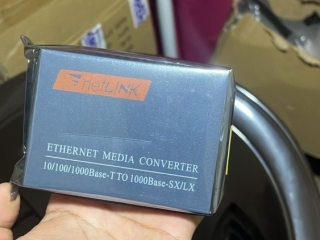 netLINK
ETHERNET MEDIA CONVERTER
10/100/1000Base-T TO 1000Base-SX/LX